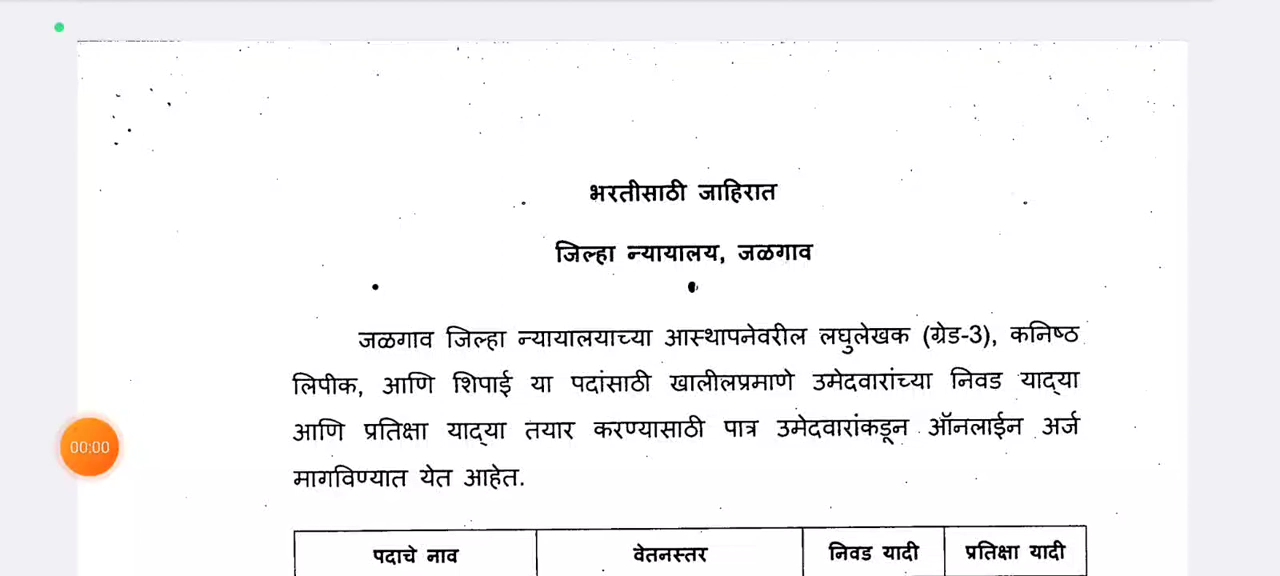 भरतीसाठी जाहिरात
जिल्हा न्यायालय, जळगाव
जळगाव जिल्हा न्यायालयाच्या आस्थापनेवरील लघुलेखक (ग्रेड-3), कनिष्ठ
लिपीक, आणि शिपाई या पदांसाठी खालीलप्रमाणे उमेदवारांच्या निवड याद्या
आणि प्रतिक्षा याद्या तयार करण्यासाठी पात्र उमेदवारांकडून ऑनलाईन अर्ज
00:00
मागविण्यात येत आहेत.
पदाचे नाव वेतनस्तर निवड यादी प्रतिक्षा यादी